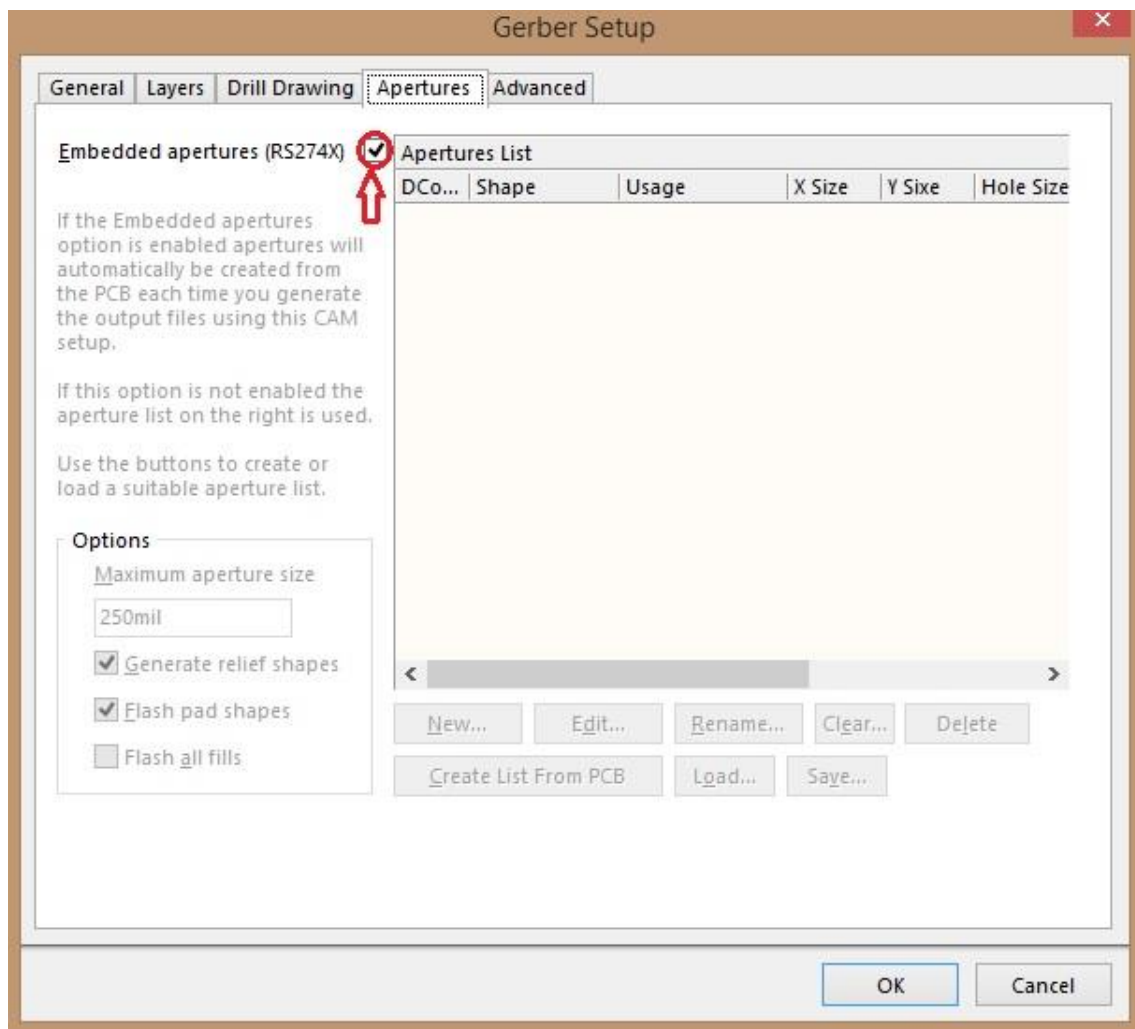 Gerber Setup
General Layers Drill Drawing Apertures Advanced
Embedded apertures (RS274X)
If the Embedded apertures
option is enabled apertures will
automatically be created from
the PCB each time you generate
the output files using this CAM
setup.
If this option is not enabled the
aperture list on the right is used.
Use the buttons to create or
load a suitable aperture list.
Options
Maximum aperture size
250mil
Generate relief shapes
Flash pad shapes
Flash all fills
Apertures List
DCo... Shape Usage X Size Y Sixe Hole Size
New... Edit... Rename... Clear... Delete
Create List From PCB Load... Save...
OK Cancel